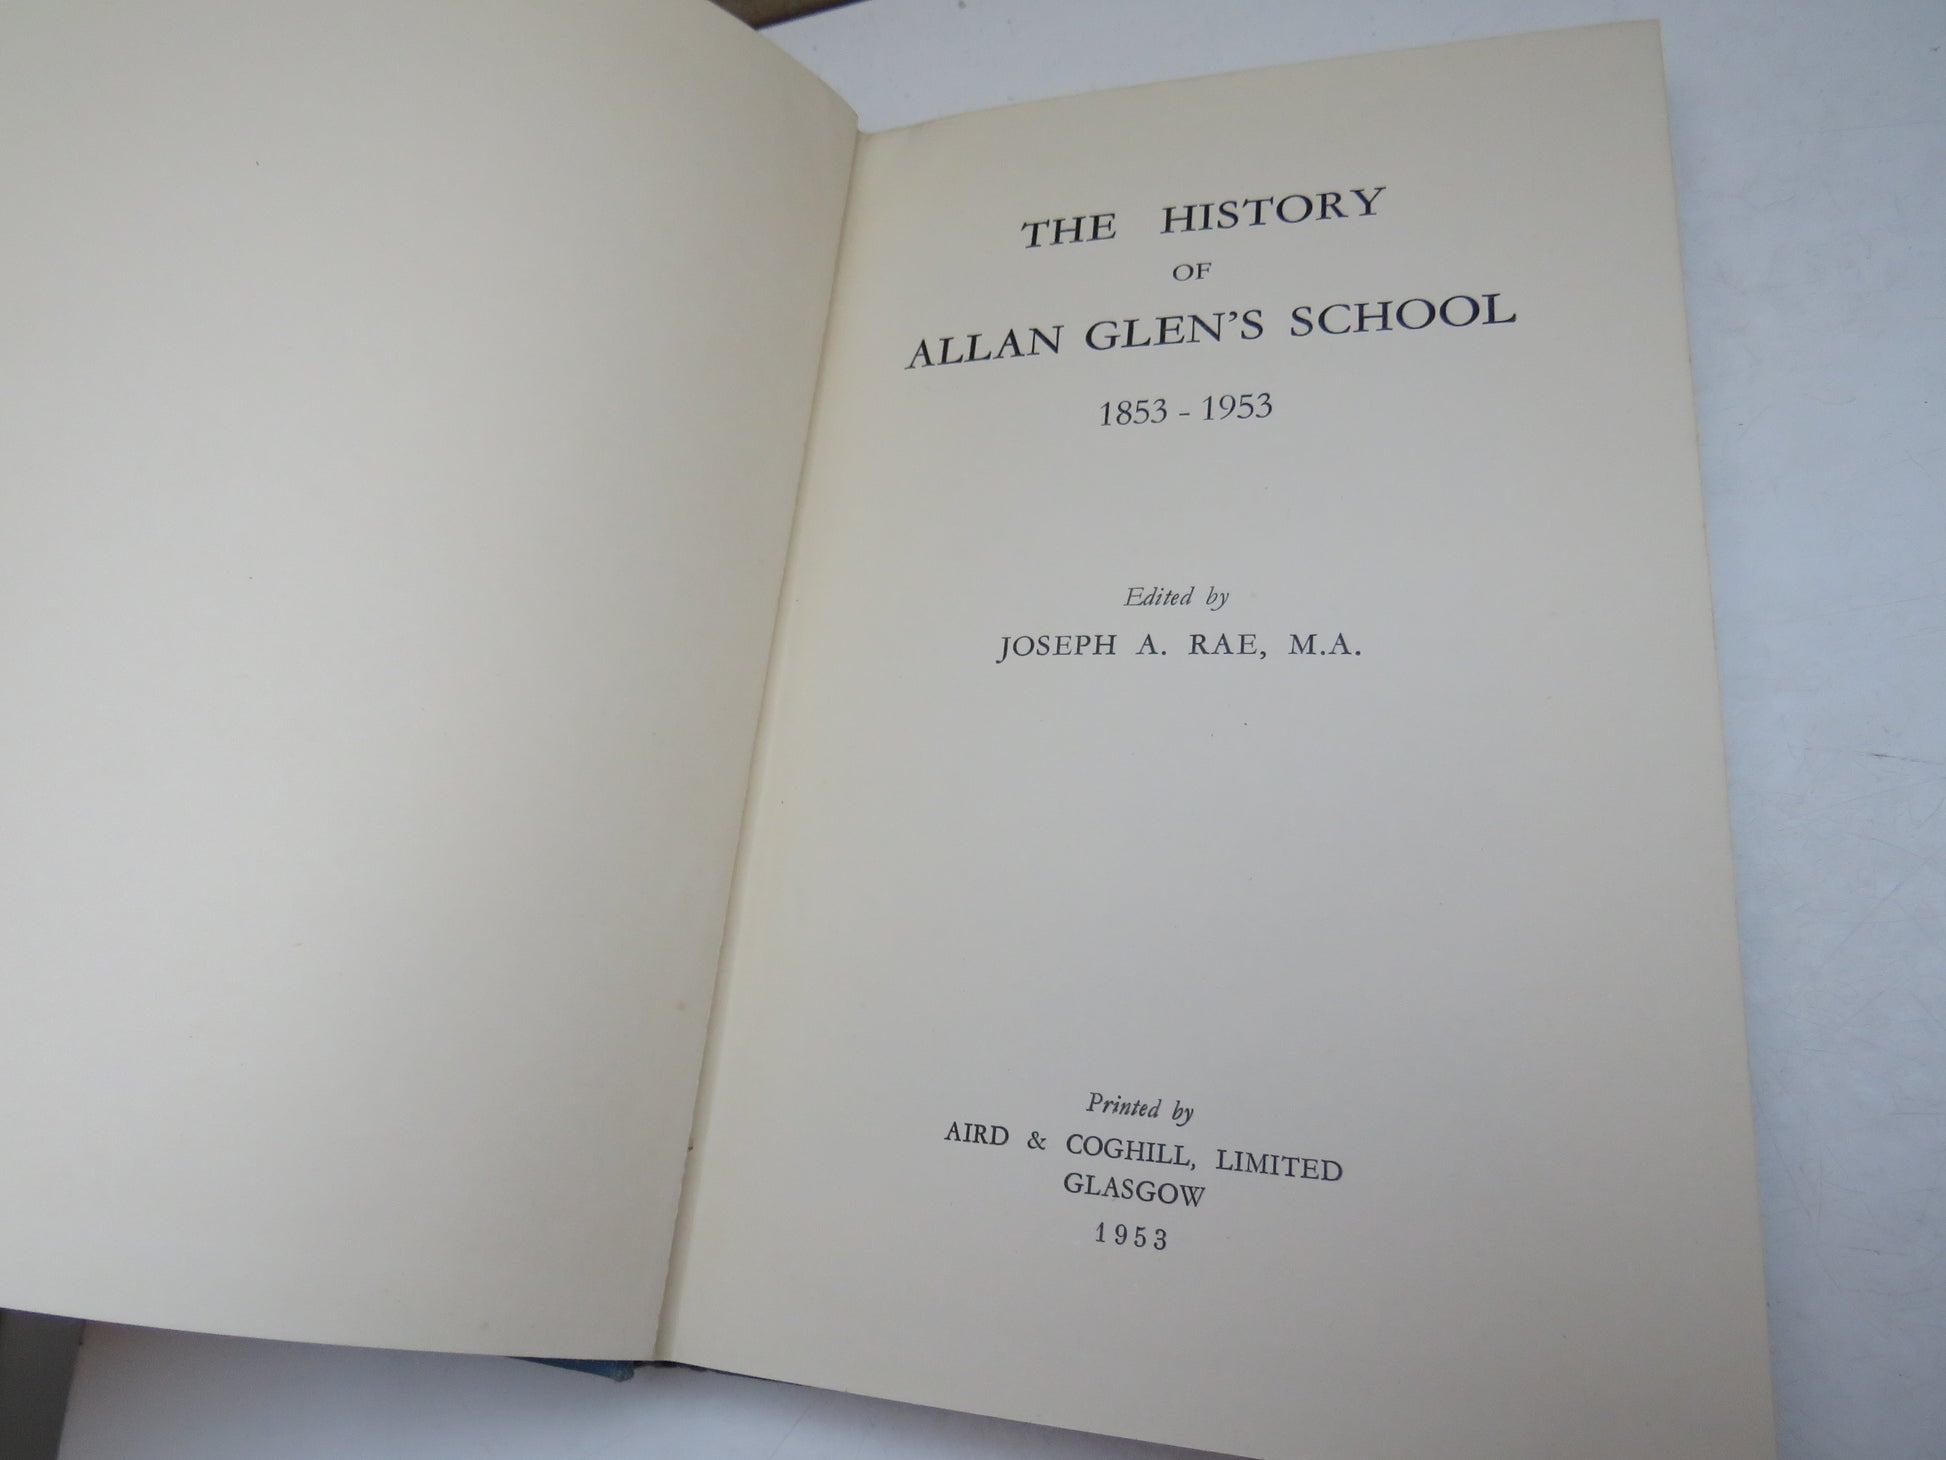 THE HISTORY
OF
ALLAN GLEN'S SCHOOL
1853 - 1953
Edited by
JOSEPH A. RAE, M.A.
Printed by
AIRD & COGHILL, LIMITED
GLASGOW
1953